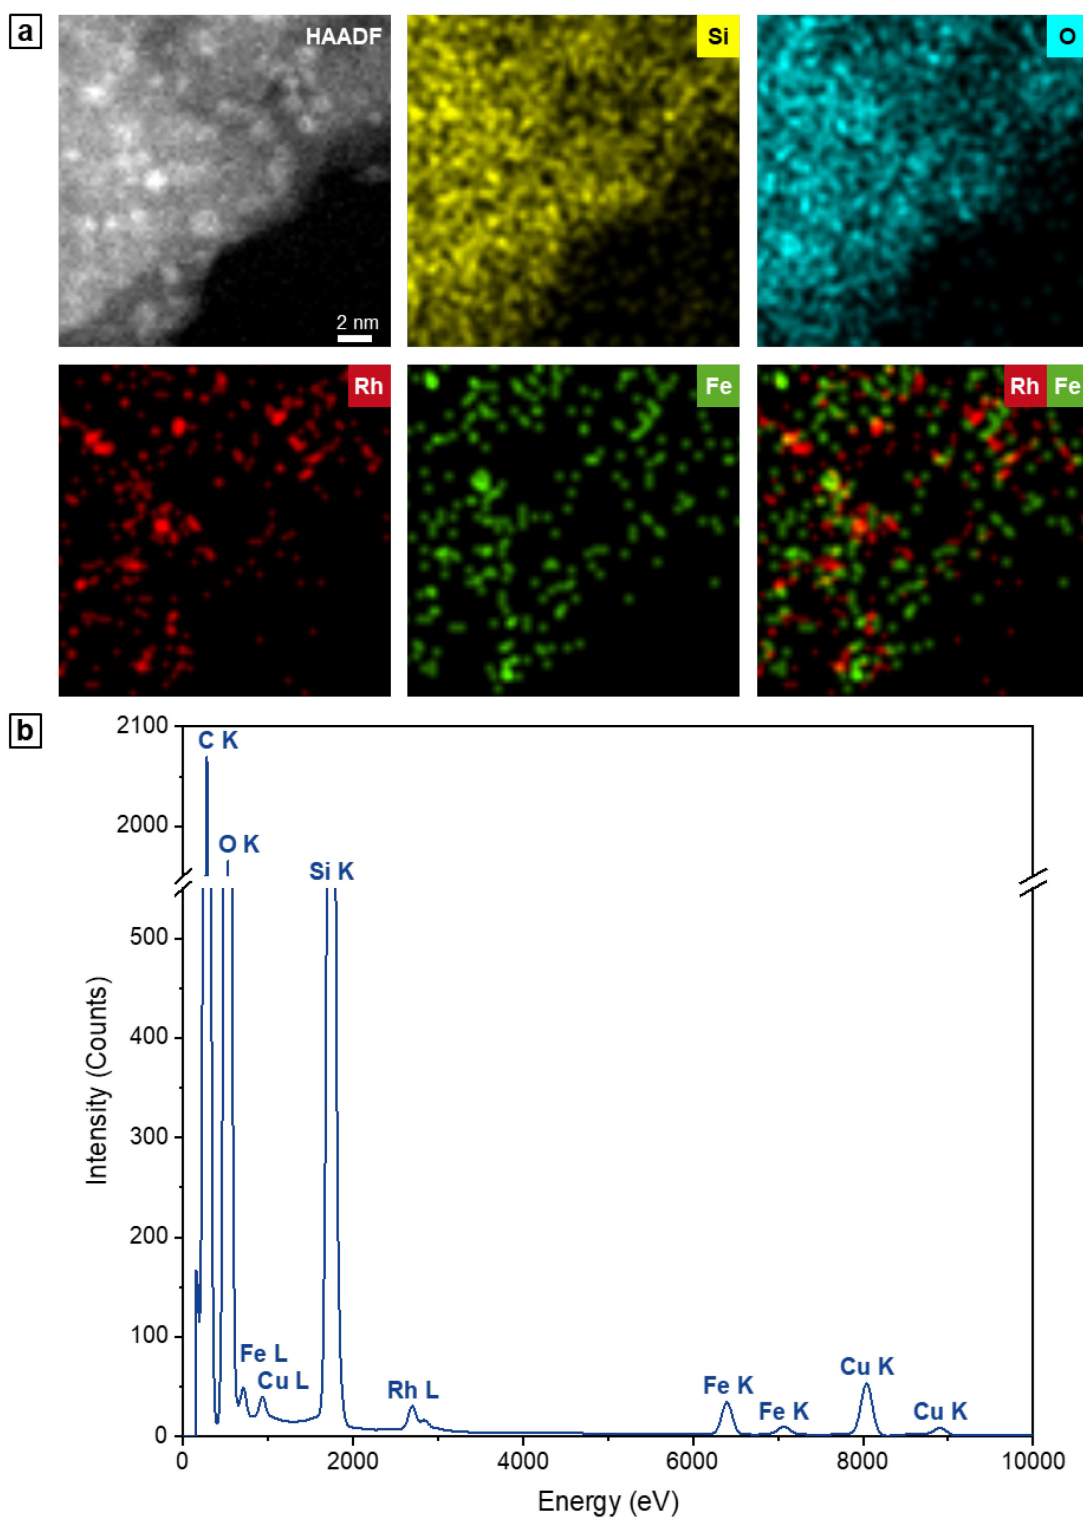 a
HAADF
Si
O
2 nm
Rh
Fe
Rh Fe
b
2100
C K
2000
O K
Si K
500
400
300
200
100
0
Fe L
Cu L
Rh L
Fe K
Fe K
Cu K
Cu K
Intensity (Counts)
0 2000 4000 6000 8000 10000
Energy (eV)